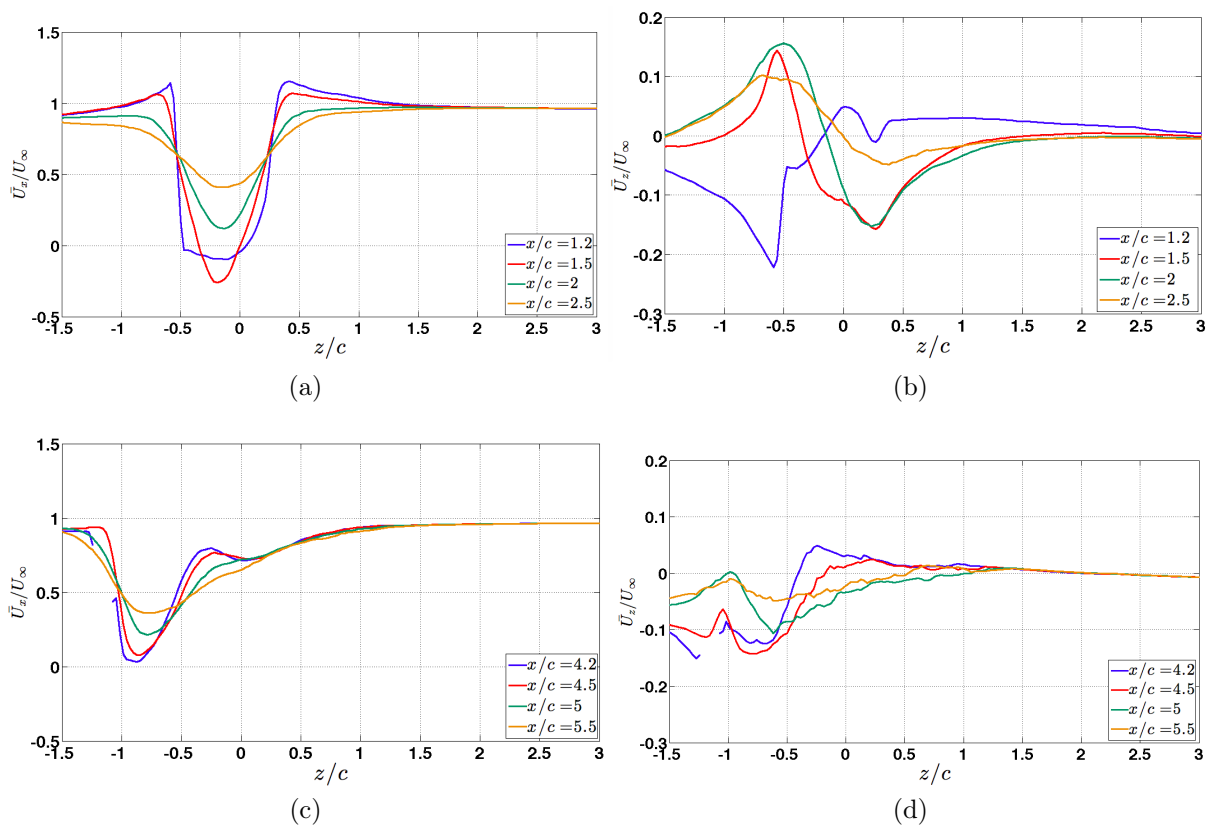 1.5
1
0.5
0
-0.5
Ū_x/U_∞
-1.5 -1 -0.5 0 0.5 1 1.5 2 2.5 3
z/c
x/c =1.2
x/c =1.5
x/c =2
x/c =2.5
(a)
0.2
0.1
0
-0.1
-0.2
-0.3
Ū_z/U_∞
-1.5 -1 -0.5 0 0.5 1 1.5 2 2.5 3
z/c
x/c =1.2
x/c =1.5
x/c =2
x/c =2.5
(b)
1.5
1
0.5
0
-0.5
Ū_x/U_∞
-1.5 -1 -0.5 0 0.5 1 1.5 2 2.5 3
z/c
x/c =4.2
x/c =4.5
x/c =5
x/c =5.5
(c)
0.2
0.1
0
-0.1
-0.2
-0.3
Ū_z/U_∞
-1.5 -1 -0.5 0 0.5 1 1.5 2 2.5 3
z/c
x/c =4.2
x/c =4.5
x/c =5
x/c =5.5
(d)